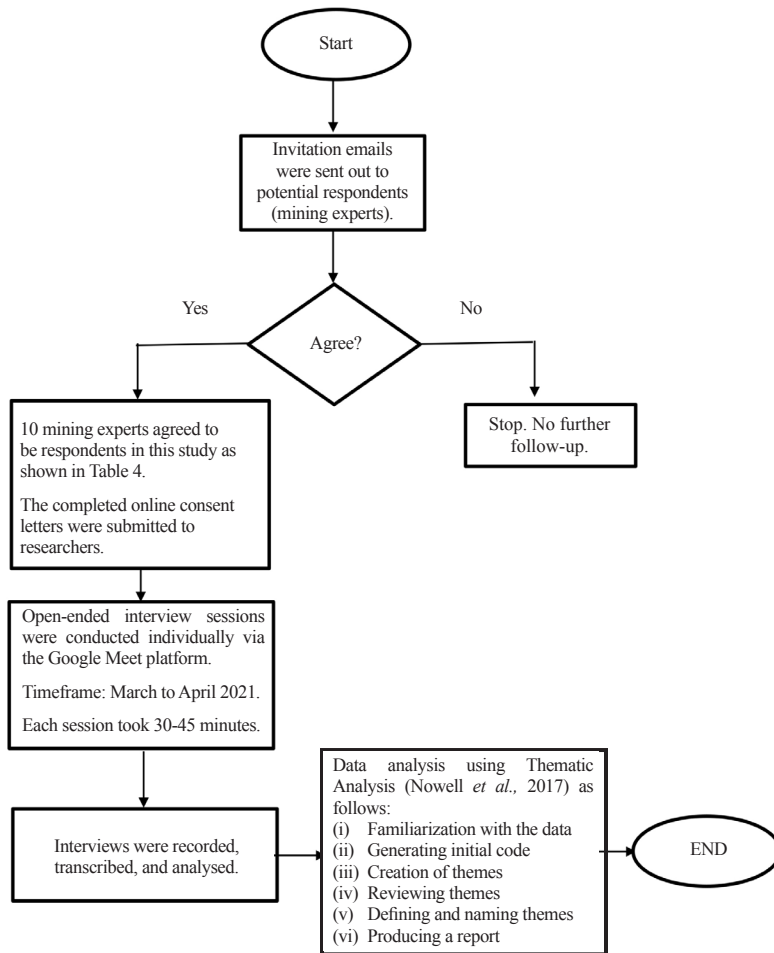 Start
Invitation emails
were sent out to
potential respondents
(mining experts).
Yes
No
Agree?
10 mining experts agreed to
be respondents in this study as
shown in Table 4.
The completed online consent
letters were submitted to
researchers.
Stop. No further
follow-up.
Open-ended interview sessions
were conducted individually via
the Google Meet platform.
Timeframe: March to April 2021.
Each session took 30-45 minutes.
Interviews were recorded,
transcribed, and analysed.
Data analysis using Thematic
Analysis (Nowell et al., 2017) as
follows:
(i) Familiarization with the data
(ii) Generating initial code
(iii) Creation of themes
(iv) Reviewing themes
(v) Defining and naming themes
(vi) Producing a report
END